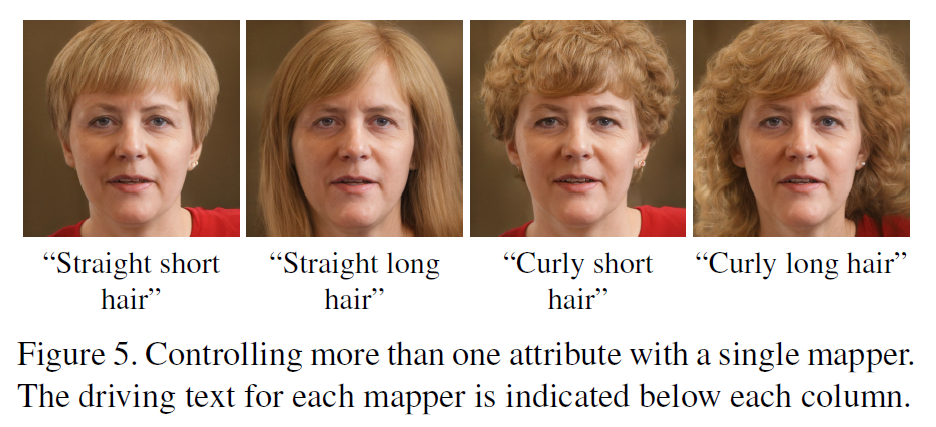 “Straight short “Straight long “Curly short “Curly long hair”
hair” hair” hair”
Figure 5. Controlling more than one attribute with a single mapper.
The driving text for each mapper is indicated below each column.